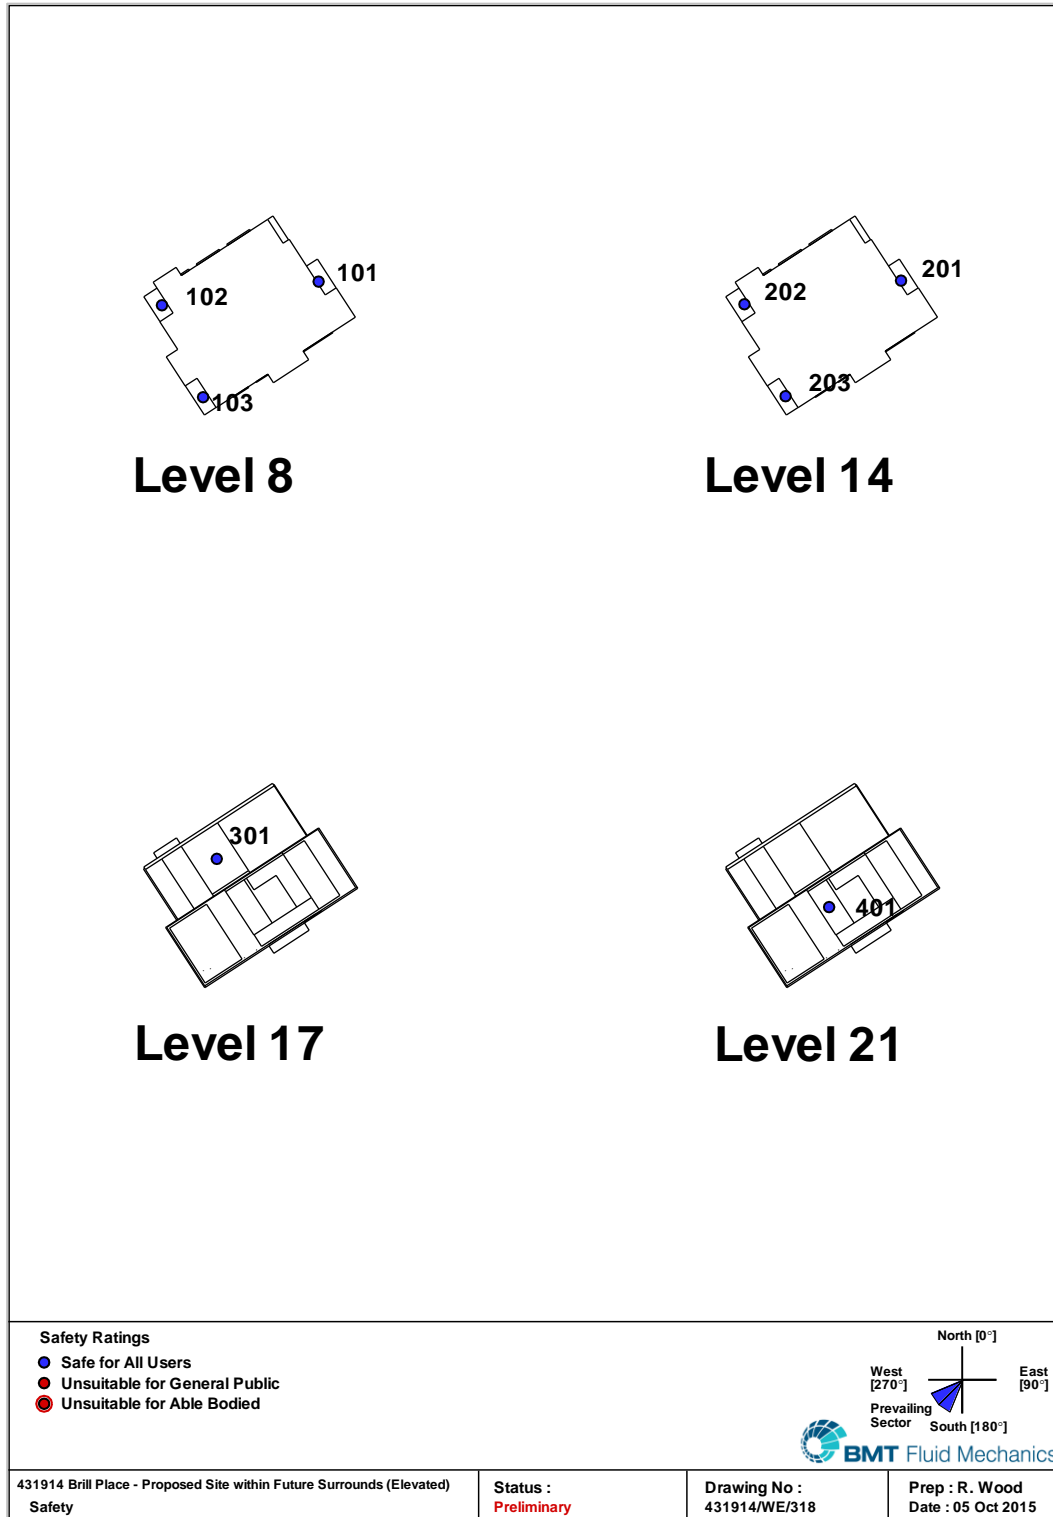 101
102
103
Level 8
201
202
203
Level 14
301
Level 17
401
Level 21
Safety Ratings
Safe for All Users
Unsuitable for General Public
Unsuitable for Able Bodied
North [0°]
West
[270°]
East
[90°]
Prevailing
Sector
South [180°]
BMT Fluid Mechanics
431914 Brill Place - Proposed Site within Future Surrounds (Elevated)
Safety
Status :
Preliminary
Drawing No :
431914/WE/318
Prep : R. Wood
Date : 05 Oct 2015